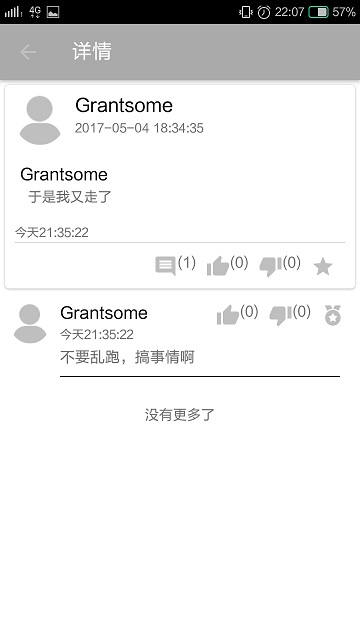 4G 22:07 57%
详情
Grantsome
2017-05-04 18:34:35
Grantsome
于是我又走了
今天21:35:22
(1) (0) (0)
Grantsome (0) (0)
今天21:35:22
不要乱跑，搞事情啊
没有更多了